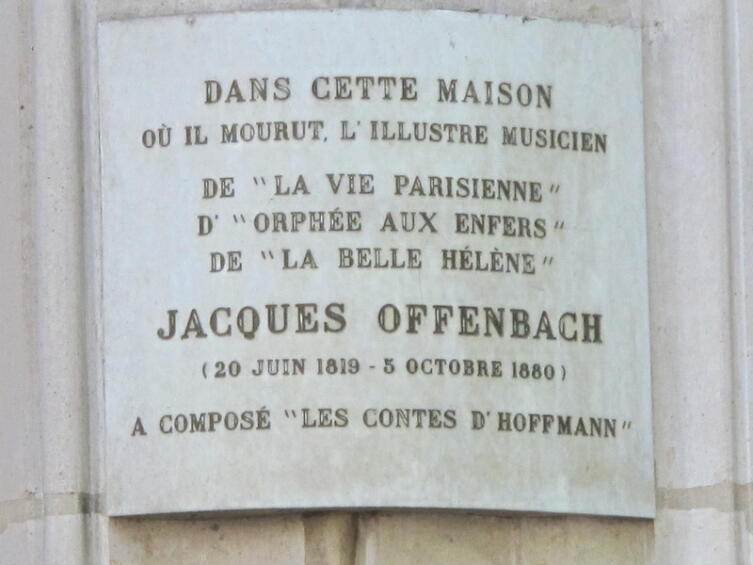 DANS CETTE MAISON
OÙ IL MOURUT, L'ILLUSTRE MUSICIEN
DE "LA VIE PARISIENNE"
D' "ORPHÉE AUX ENFERS"
DE "LA BELLE HÉLÈNE"
JACQUES OFFENBACH
(20 JUIN 1819 - 5 OCTOBRE 1880)
A COMPOSÉ "LES CONTES D'HOFFMANN"